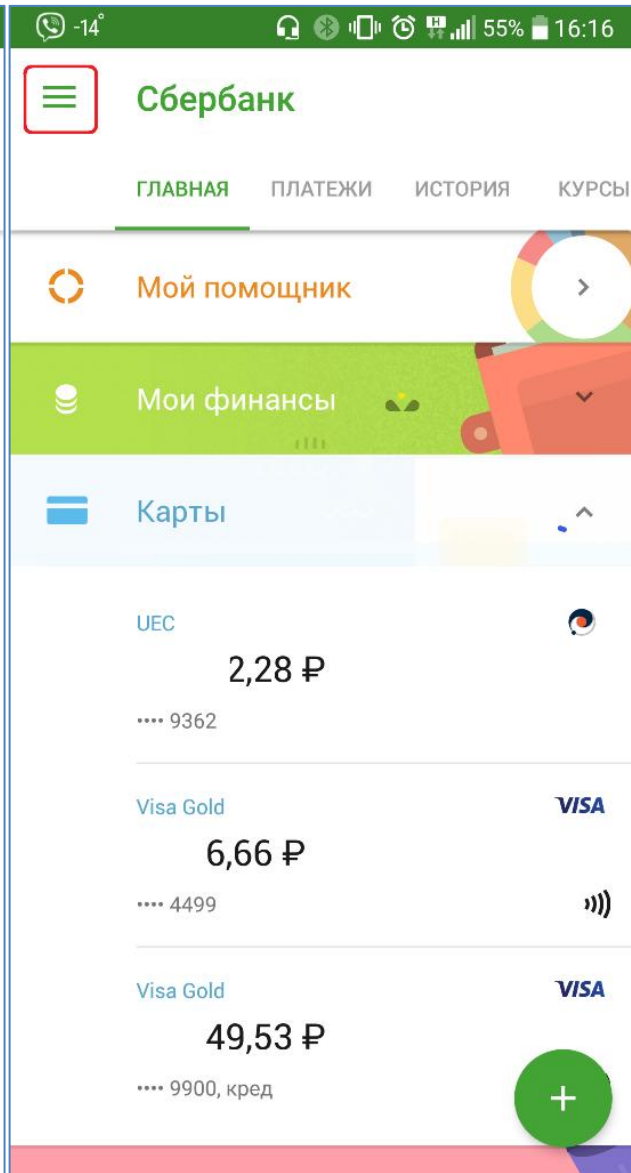 -14° 55% 16:16
Сбербанк
ГЛАВНАЯ ПЛАТЕЖИ ИСТОРИЯ КУРСЫ
Мой помощник
Мои финансы
Карты
UEC
2,28 ₽
•••• 9362
Visa Gold VISA
6,66 ₽
•••• 4499
Visa Gold VISA
49,53 ₽
•••• 9900, кред
+